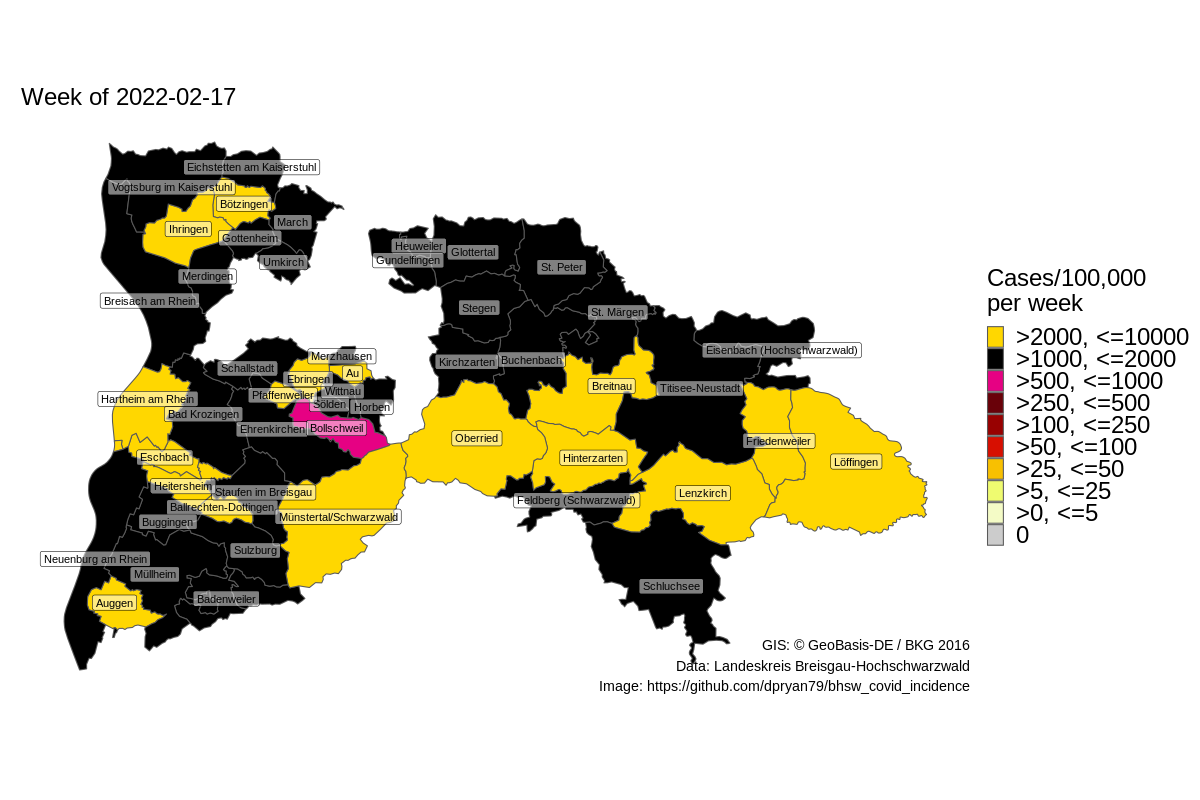 Week of 2022-02-17
Eichstetten am Kaiserstuhl
Vogtsburg im Kaiserstuhl
Bötzingen
March
Ihringen
Gottenheim
Umkirch
Merdingen
Breisach am Rhein
Heuweiler
Glottertal
Gundelfingen
St. Peter
Stegen
St. Märgen
Eisenbach (Hochschwarzwald)
Merzhausen
Schallstadt
Au
Ebringen
Kirchzarten
Buchenbach
Breitnau
Titisee-Neustadt
Wittnau
Pfaffenweiler
Hartheim am Rhein
Sölden
Horben
Bad Krozingen
Ehrenkirchen
Bollschweil
Oberried
Friedenweiler
Eschbach
Hinterzarten
Löffingen
Heitersheim
Staufen im Breisgau
Lenzkirch
Feldberg (Schwarzwald)
Ballrechten-Dottingen
Münstertal/Schwarzwald
Buggingen
Sulzburg
Neuenburg am Rhein
Müllheim
Schluchsee
Badenweiler
Auggen
Cases/100,000
per week
>2000, <=10000
>1000, <=2000
>500, <=1000
>250, <=500
>100, <=250
>50, <=100
>25, <=50
>5, <=25
>0, <=5
0
GIS: © GeoBasis-DE / BKG 2016
Data: Landeskreis Breisgau-Hochschwarzwald
Image: https://github.com/dpryan79/bhsw_covid_incidence